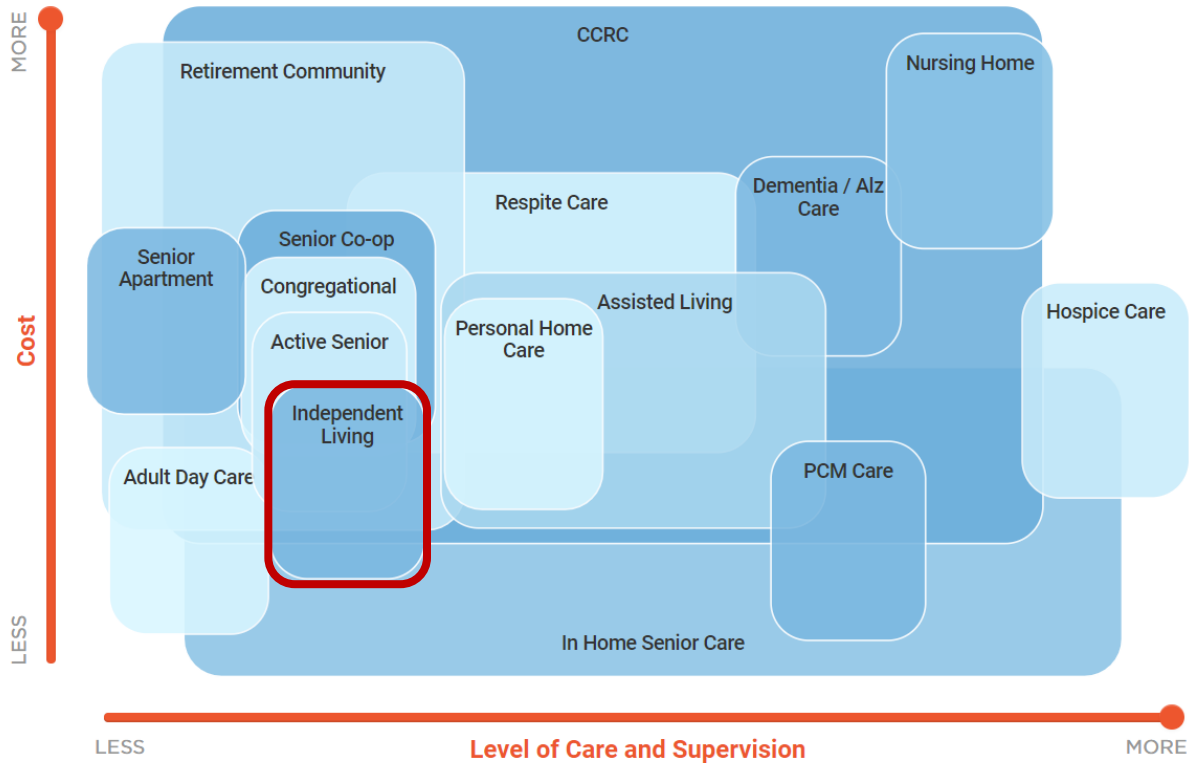 MORE
CCRC
Nursing Home
Retirement Community
Dementia / Alz
Care
Respite Care
Senior Co-op
Senior
Apartment
Congregational
Assisted Living
Hospice Care
Personal Home
Care
Active Senior
Cost
Independent
Living
Adult Day Care
PCM Care
LESS
In Home Senior Care
LESS
Level of Care and Supervision
MORE